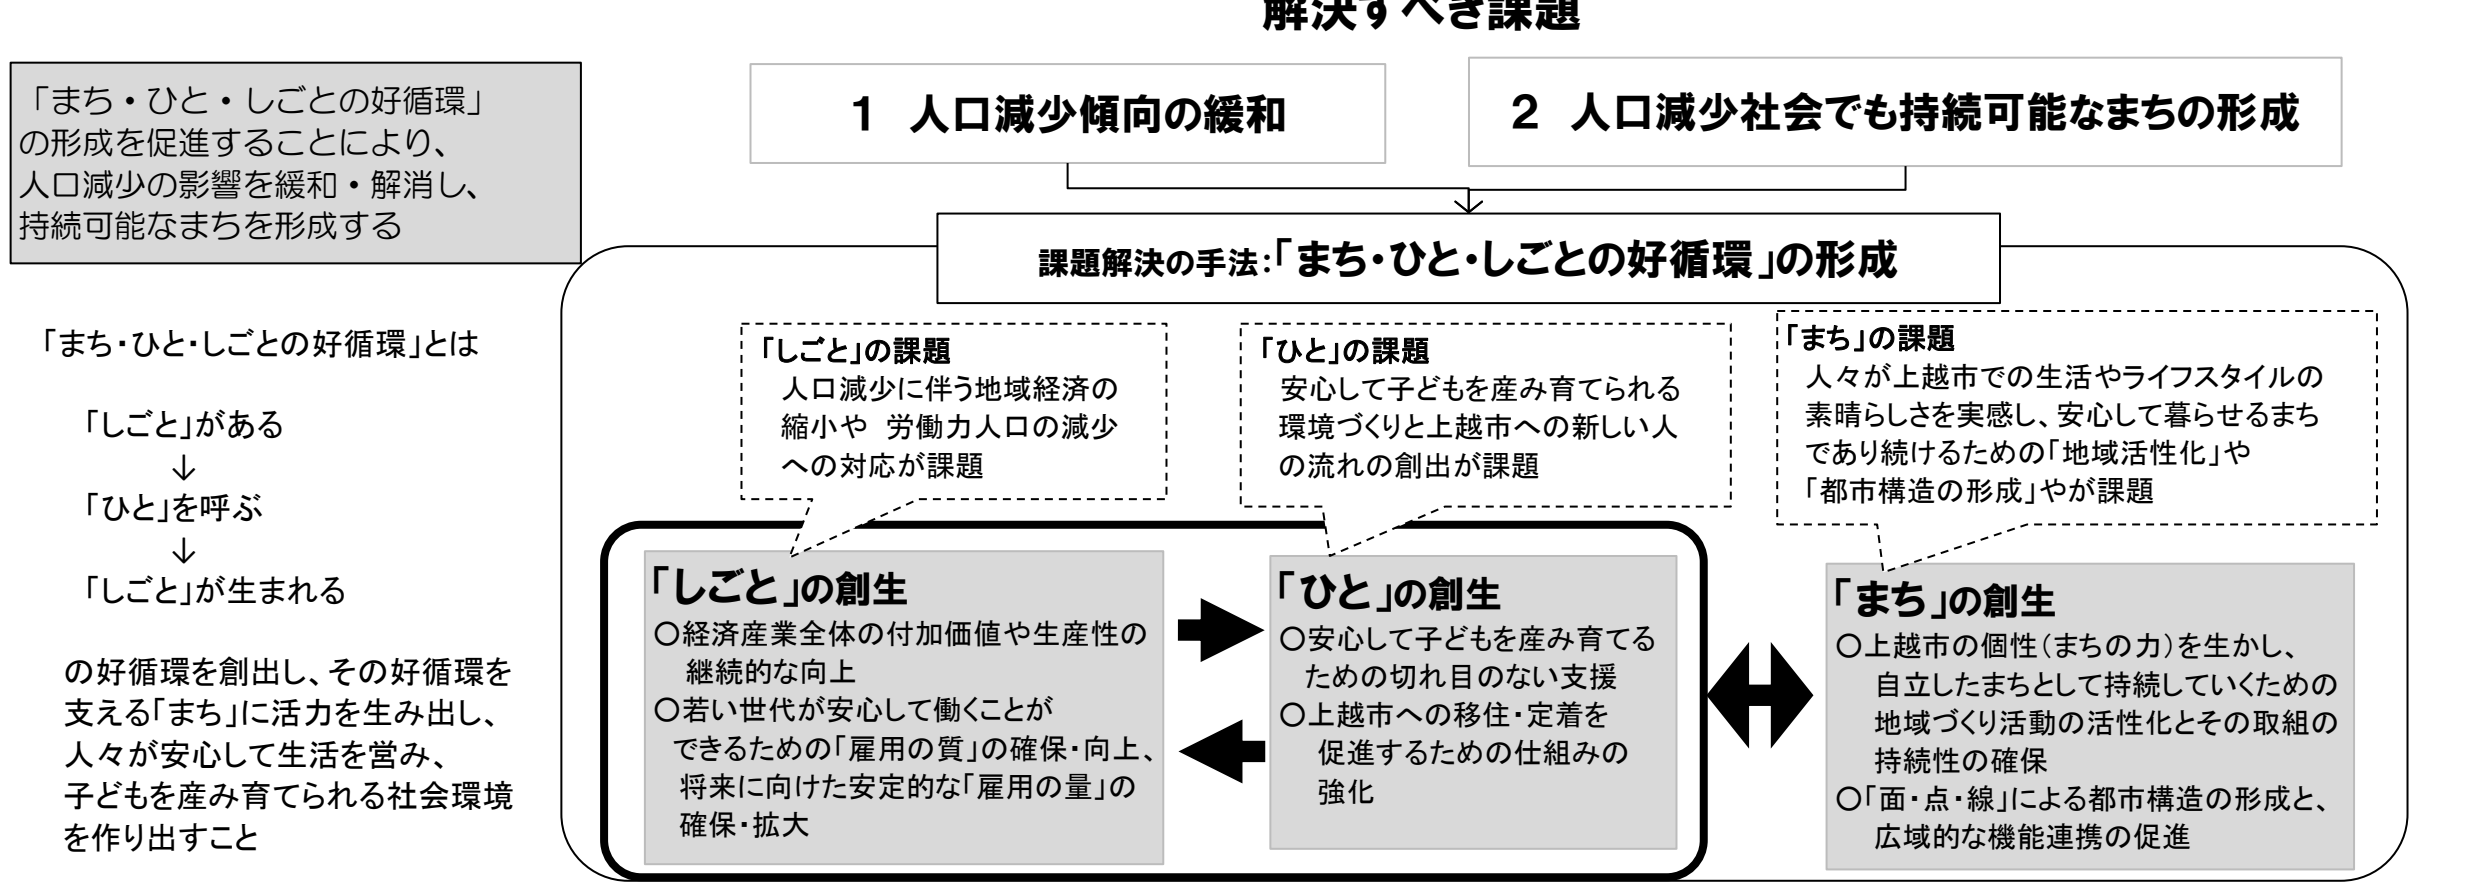 解決すべき課題
「まち・ひと・しごとの好循環」
の形成を促進することにより、
人口減少の影響を緩和・解消し、
持続可能なまちを形成する
1 人口減少傾向の緩和
2 人口減少社会でも持続可能なまちの形成
課題解決の手法:「まち・ひと・しごとの好循環」の形成
「まち・ひと・しごとの好循環」とは
「しごと」がある
↓
「ひと」を呼ぶ
↓
「しごと」が生まれる
の好循環を創出し、その好循環を
支える「まち」に活力を生み出し、
人々が安心して生活を営み、
子どもを産み育てられる社会環境
を作り出すこと
「しごと」の課題
人口減少に伴う地域経済の
縮小や 労働力人口の減少
への対応が課題
「ひと」の課題
安心して子どもを産み育てられる
環境づくりと上越市への新しい人
の流れの創出が課題
「まち」の課題
人々が上越市での生活やライフスタイルの
素晴らしさを実感し、安心して暮らせるまち
であり続けるための「地域活性化」や
「都市構造の形成」やが課題
「しごと」の創生
○経済産業全体の付加価値や生産性の
継続的な向上
○若い世代が安心して働くことが
できるための「雇用の質」の確保・向上、
将来に向けた安定的な「雇用の量」の
確保・拡大
「ひと」の創生
○安心して子どもを産み育てる
ための切れ目のない支援
○上越市への移住・定着を
促進するための仕組みの
強化
「まち」の創生
○上越市の個性(まちの力)を生かし、
自立したまちとして持続していくための
地域づくり活動の活性化とその取組の
持続性の確保
○「面・点・線」による都市構造の形成と、
広域的な機能連携の促進